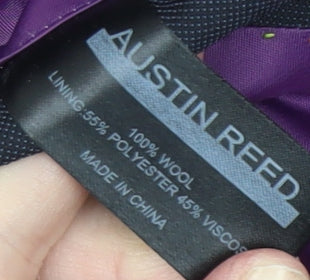 AUSTIN REED
100% WOOL
LINING:55% POLYESTER 45% VISCOS
MADE IN CHINA